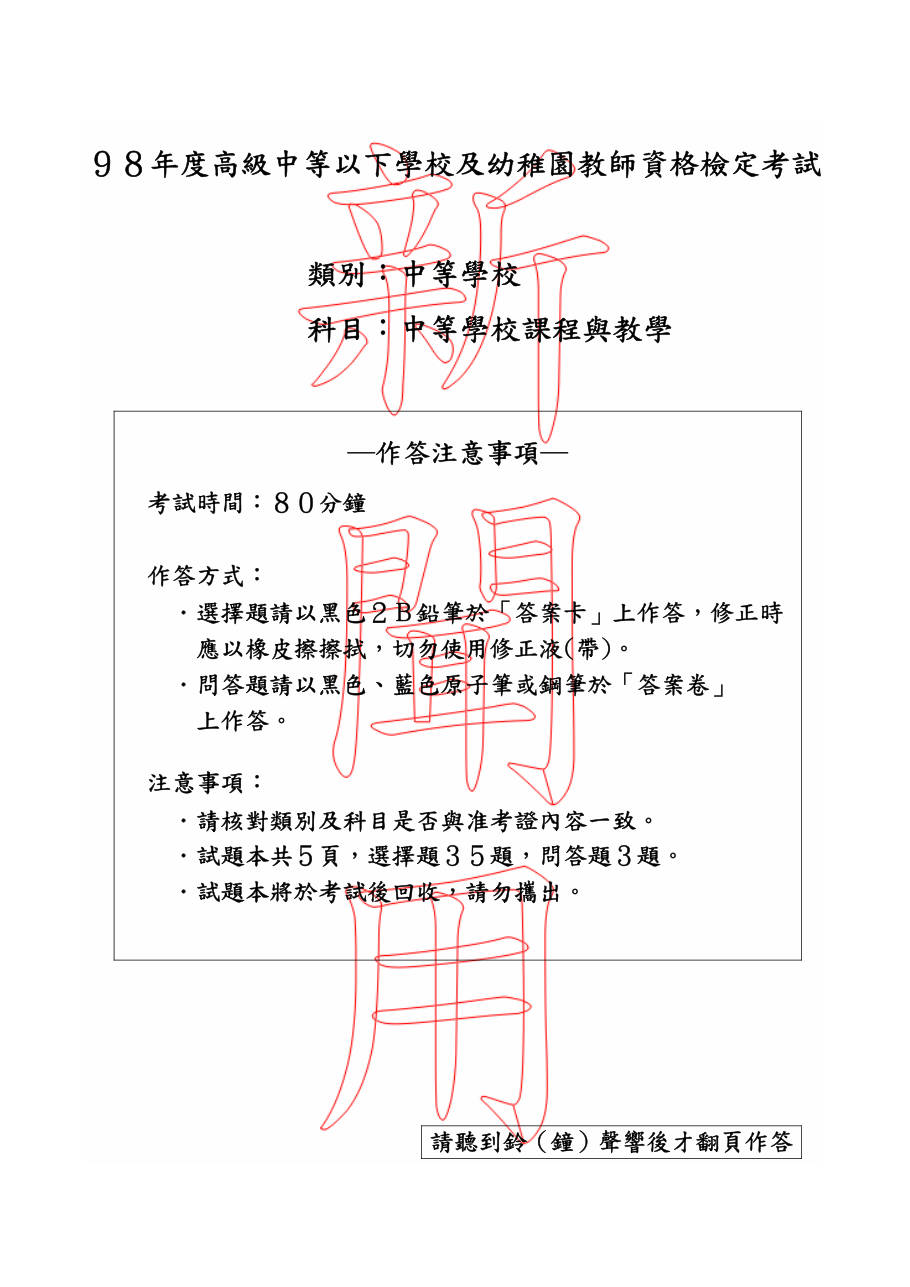 ９８年度高級中等以下學校及幼稚園教師資格檢定考試
類別：中等學校
科目：中等學校課程與教學
—作答注意事項—
考試時間：８０分鐘
作答方式：
．選擇題請以黑色２Ｂ鉛筆於「答案卡」上作答，修正時
應以橡皮擦擦拭，切勿使用修正液(帶)。
．問答題請以黑色、藍色原子筆或鋼筆於「答案卷」
上作答。
注意事項：
．請核對類別及科目是否與准考證內容一致。
．試題本共５頁，選擇題３５題，問答題３題。
．試題本將於考試後回收，請勿攜出。
請聽到鈴（鐘）聲響後才翻頁作答
新聞用